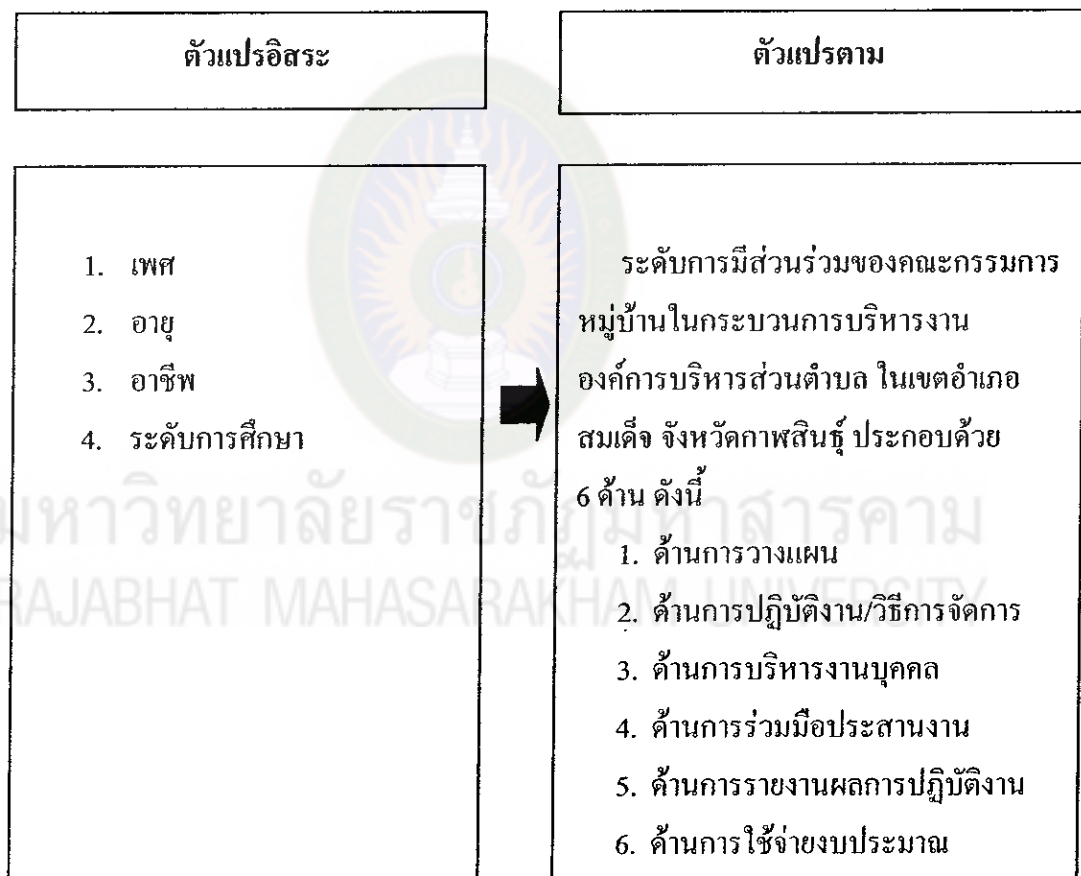 ตัวแปรอิสระ
ตัวแปรตาม
1. เพศ
2. อายุ
3. อาชีพ
4. ระดับการศึกษา
ระดับการมีส่วนร่วมของคณะกรรมการ
หมู่บ้านในกระบวนการบริหารงาน
องค์การบริหารส่วนตำบล ในเขตอำเภอ
สมเด็จ จังหวัดกาฬสินธุ์ ประกอบด้วย
6 ด้าน ดังนี้
1. ด้านการวางแผน
2. ด้านการปฏิบัติงาน/วิธีการจัดการ
3. ด้านการบริหารงานบุคคล
4. ด้านการร่วมมือประสานงาน
5. ด้านการรายงานผลการปฏิบัติงาน
6. ด้านการใช้จ่ายงบประมาณ
มหาวิทยาลัยราชภัฏมหาสารคาม
RAJABHAT MAHASARAKHAM UNIVERSITY